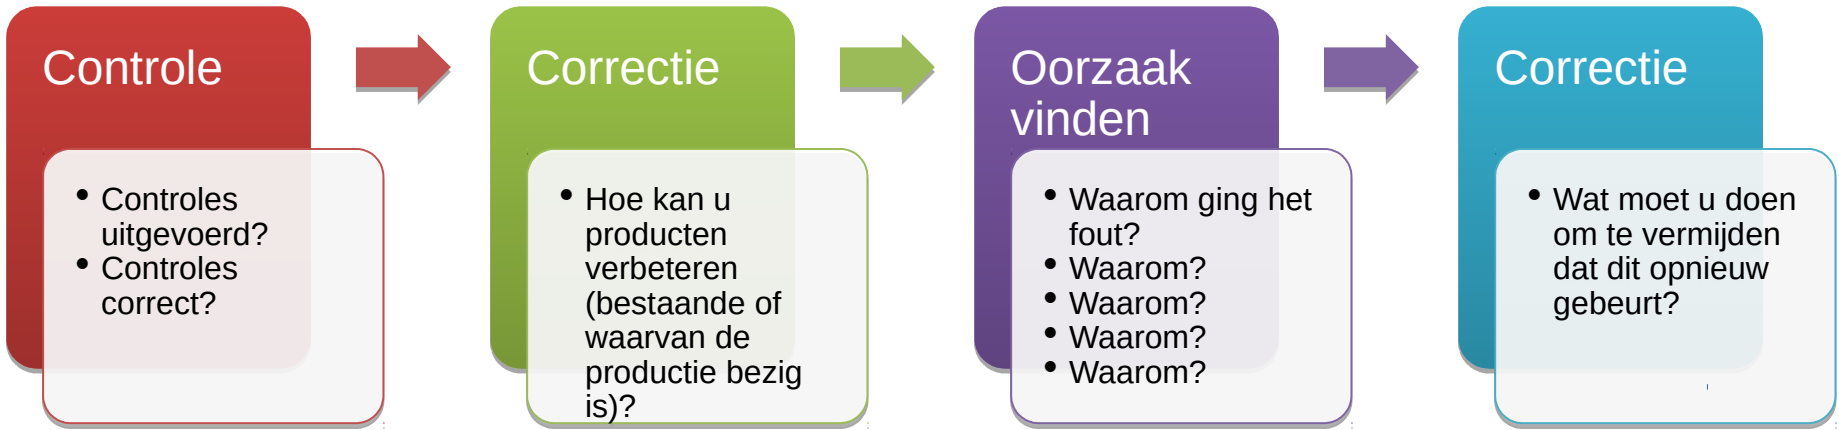 Controle
• Controles
uitgevoerd?
• Controles
correct?
Correctie
• Hoe kan u
producten
verbeteren
(bestaande of
waarvan de
productie bezig
is)?
Oorzaak
vinden
• Waarom ging het
fout?
• Waarom?
• Waarom?
• Waarom?
• Waarom?
Correctie
• Wat moet u doen
om te vermijden
dat dit opnieuw
gebeurt?